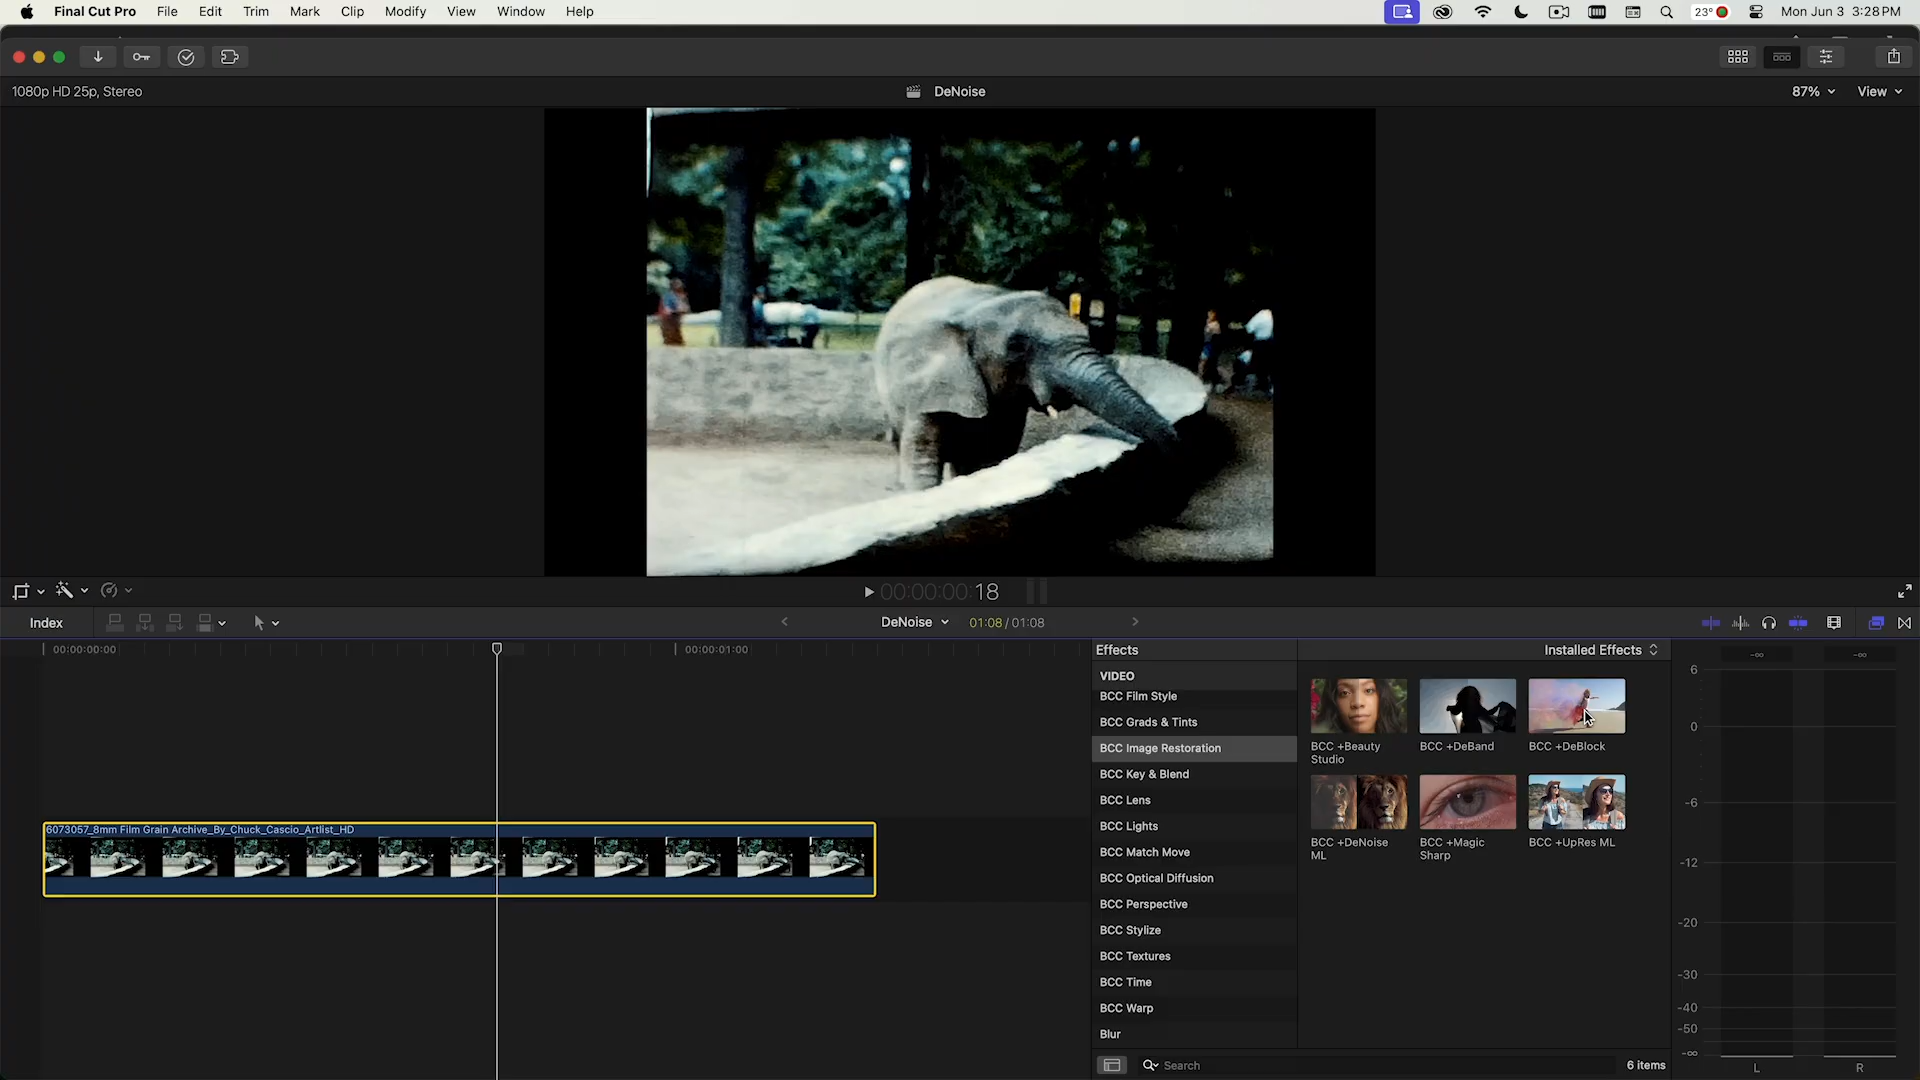 Final Cut Pro File Edit Trim Mark Clip Modify View Window Help 23° Mon Jun 3 3:28 PM
1080p HD 25p, Stereo DeNoise 87% View
00:00:00:18
Index DeNoise 01:08 / 01:08
00:00:00:00 00:00:01:00
6073057_8mm Film Grain Archive_By_Chuck_Cascio_Artlist_HD
Effects Installed Effects
VIDEO
BCC Film Style
BCC Grads & Tints
BCC Image Restoration
BCC Key & Blend
BCC Lens
BCC Lights
BCC Match Move
BCC Optical Diffusion
BCC Perspective
BCC Stylize
BCC Textures
BCC Time
BCC Warp
Blur
BCC +Beauty
Studio
BCC +DeBand
BCC +DeBlock
BCC +DeNoise
ML
BCC +Magic
Sharp
BCC +UpRes ML
Search 6 items
-∞ -∞
6
0
-6
-12
-20
-30
-40
-50
-∞
L R